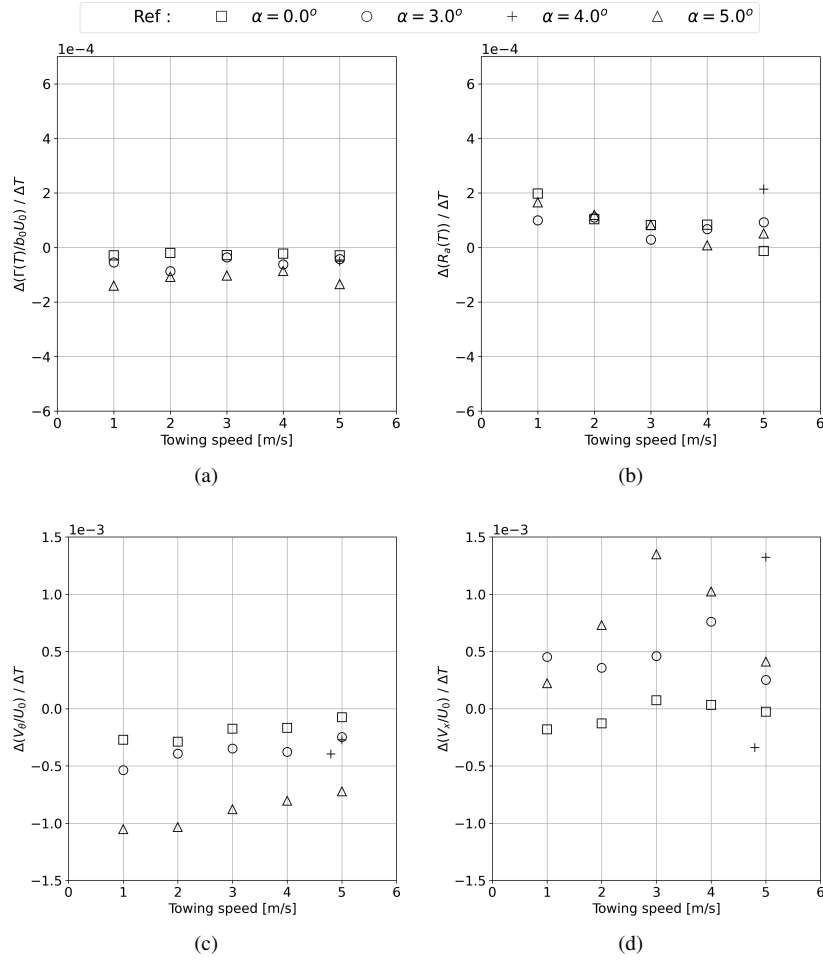 Ref : α = 0.0° α = 3.0° α = 4.0° α = 5.0°
1e−4
6
4
2
0
−2
−4
−6
0 1 2 3 4 5 6
Towing speed [m/s]
Δ(Γ(T)/b₀U₀) / ΔT
(a)
1e−4
6
4
2
0
−2
−4
−6
0 1 2 3 4 5 6
Towing speed [m/s]
Δ(Rₐ(T)) / ΔT
(b)
1e−3
1.5
1.0
0.5
0.0
−0.5
−1.0
−1.5
0 1 2 3 4 5 6
Towing speed [m/s]
Δ(V_θ/U₀) / ΔT
(c)
1e−3
1.5
1.0
0.5
0.0
−0.5
−1.0
−1.5
0 1 2 3 4 5 6
Towing speed [m/s]
Δ(Vₓ/U₀) / ΔT
(d)